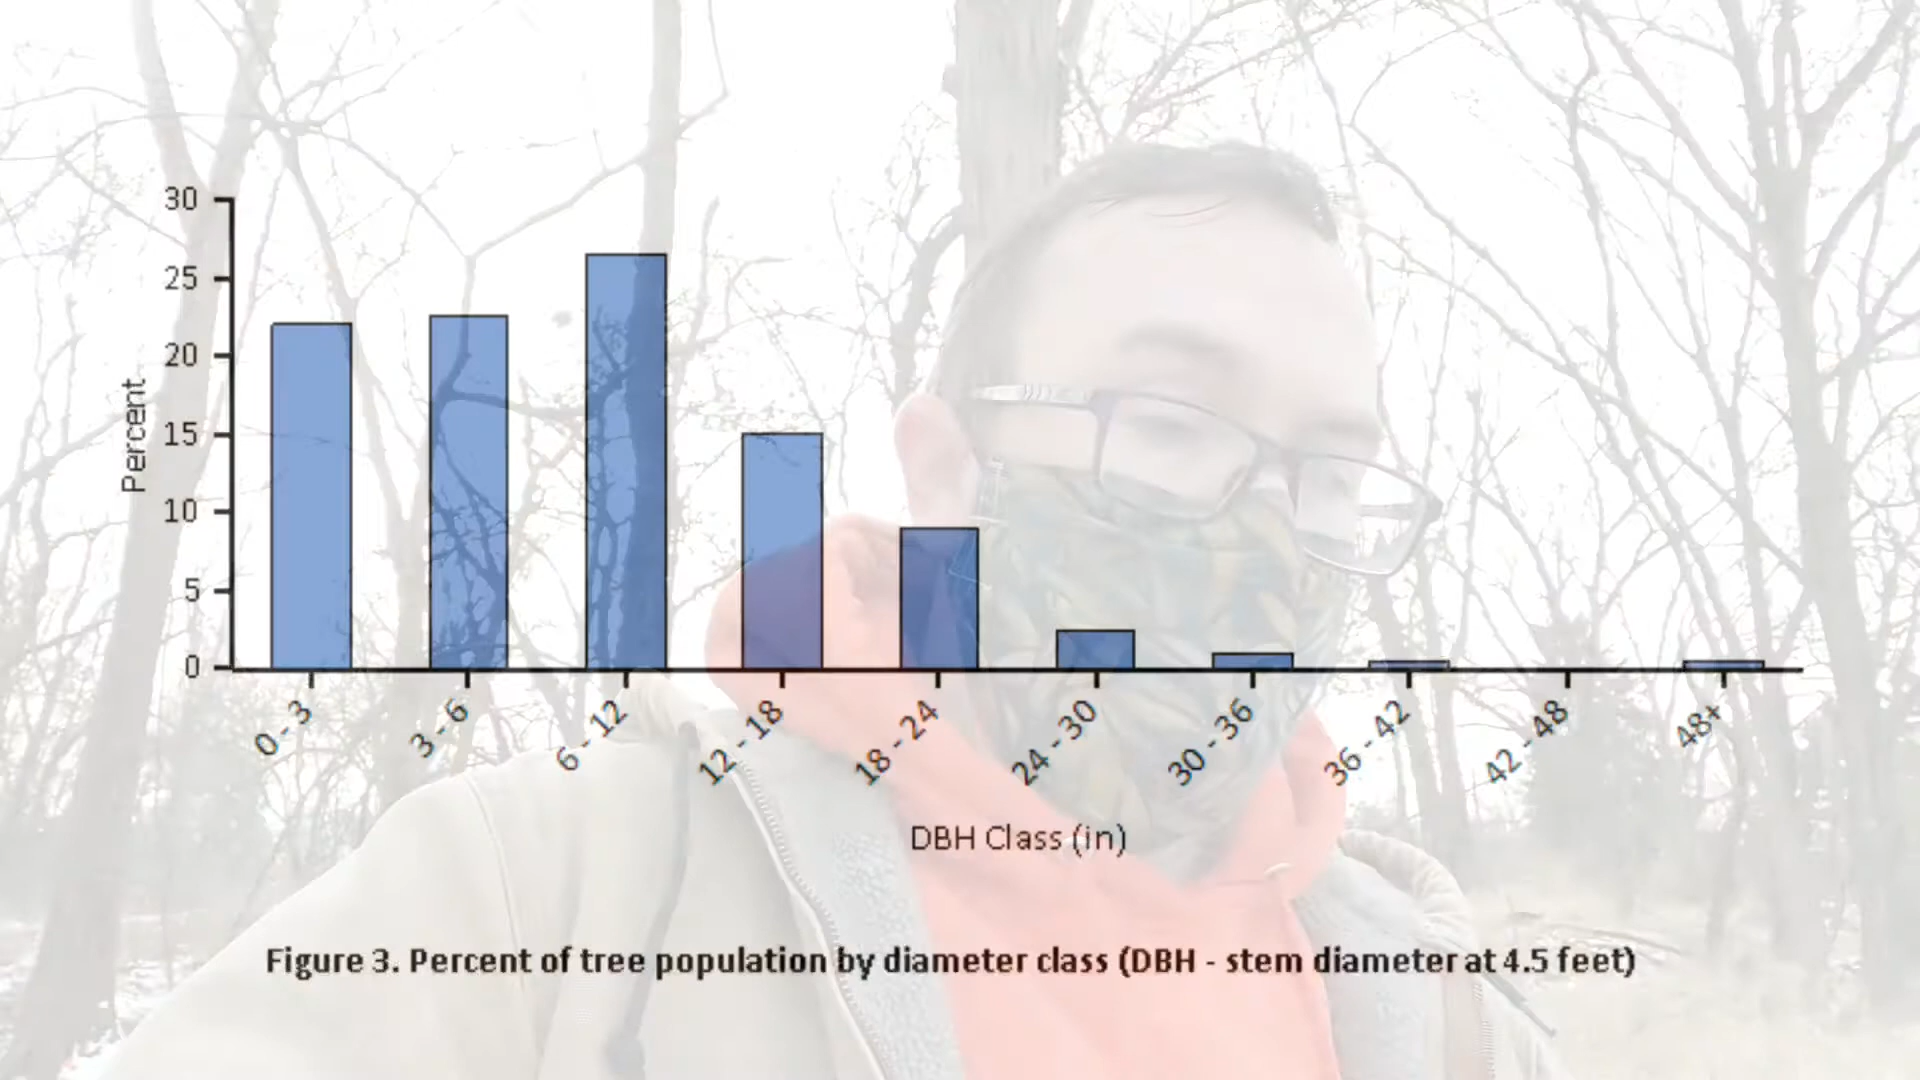 30
25
20
15
10
5
0
Percent
0 - 3
3 - 6
6 - 12
12 - 18
18 - 24
24 - 30
30 - 36
36 - 42
42 - 48
48+
DBH Class (in)
Figure 3. Percent of tree population by diameter class (DBH - stem diameter at 4.5 feet)